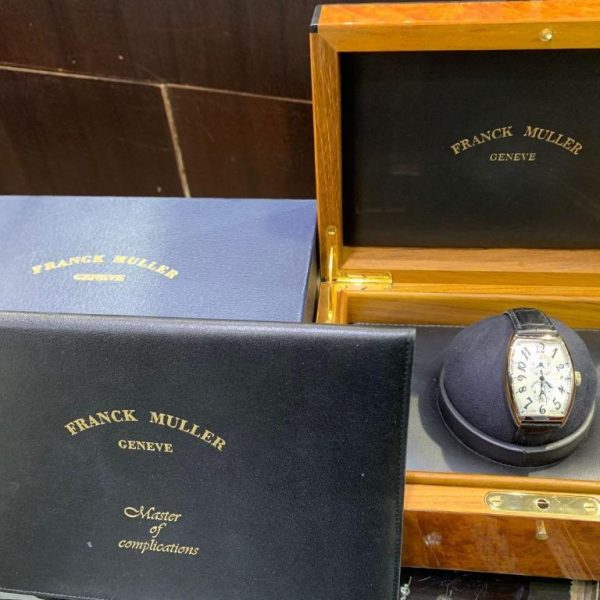 FRANCK MULLER
GENEVE
FRANCK MULLER
GENEVE
FRANCK MULLER
GENEVE
Master
of
complications